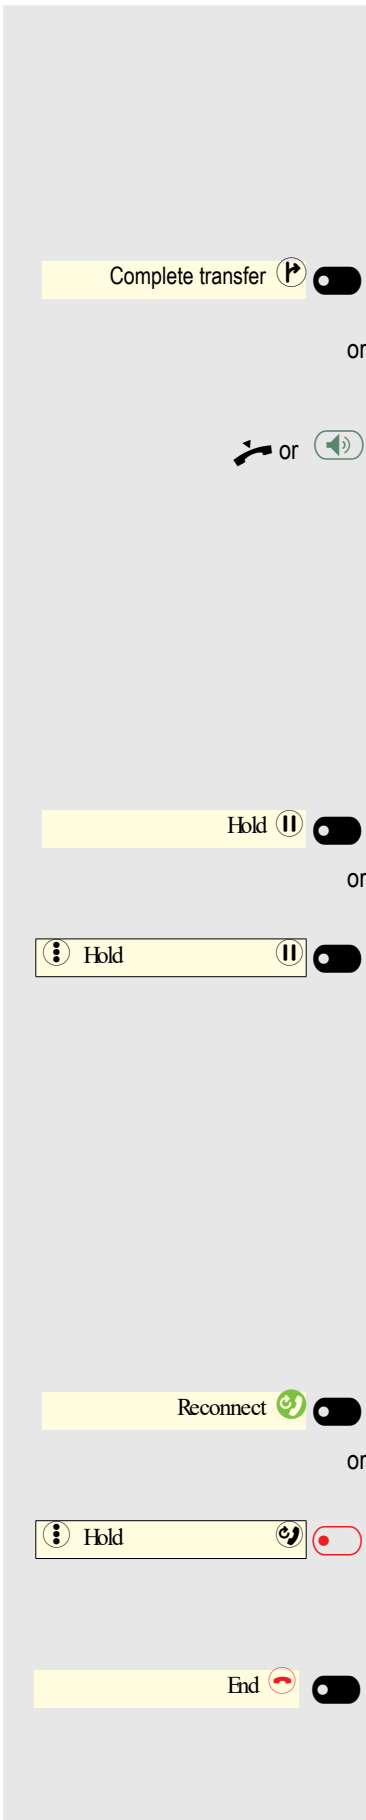 Complete transfer
or
or
Hold
or
Hold
Reconnect
or
Hold
End